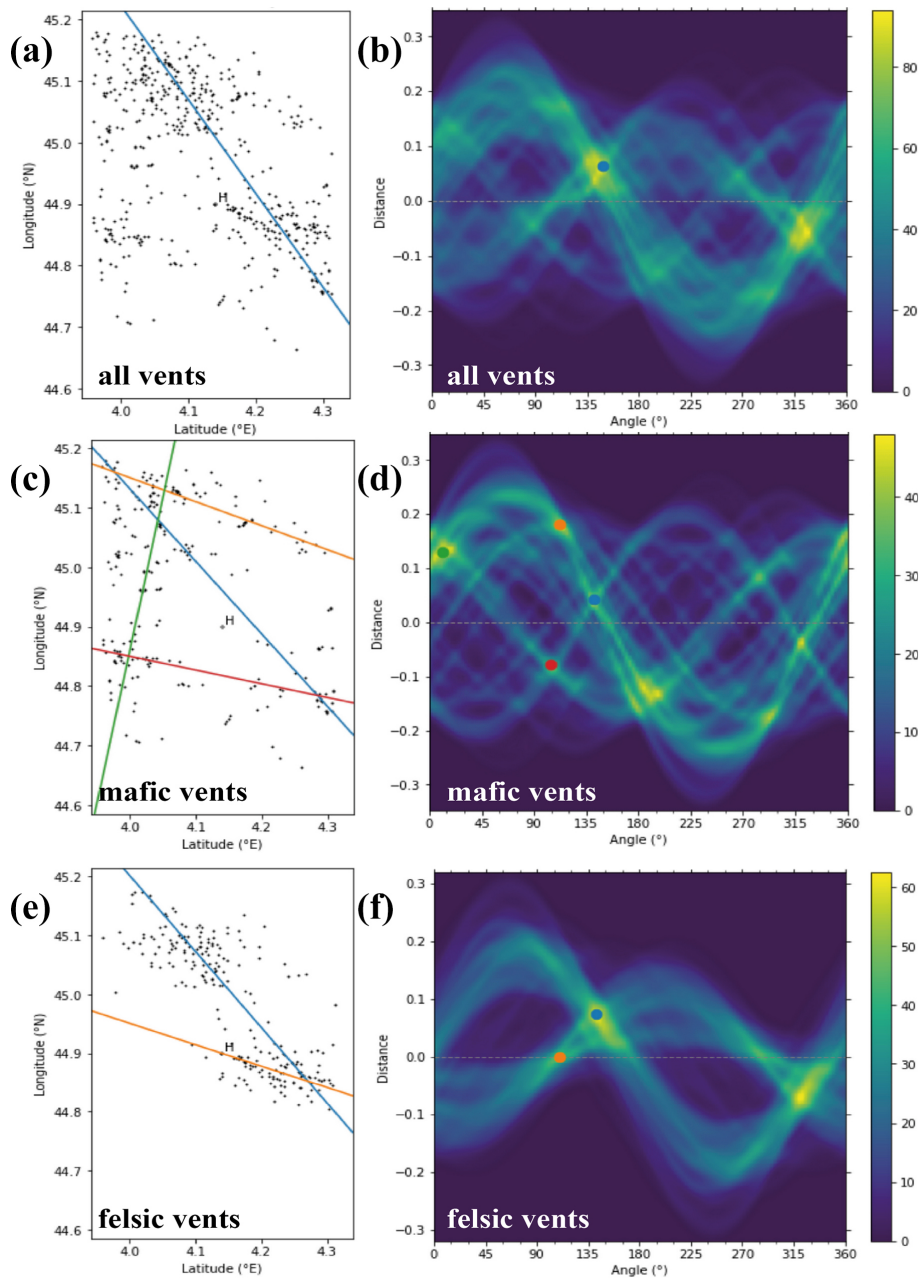 (a)
45.2
45.1
45.0
44.9
44.8
44.7
44.6
Longitude (°N)
H
all vents
4.0 4.1 4.2 4.3
Latitude (°E)
(b)
0.3
0.2
0.1
0.0
−0.1
−0.2
−0.3
Distance
all vents
0 45 90 135 180 225 270 315 360
Angle (°)
80
60
40
20
0
(c)
45.2
45.1
45.0
44.9
44.8
44.7
44.6
Longitude (°N)
H
mafic vents
4.0 4.1 4.2 4.3
Latitude (°E)
(d)
0.3
0.2
0.1
0.0
−0.1
−0.2
−0.3
Distance
mafic vents
0 45 90 135 180 225 270 315 360
Angle (°)
40
30
20
10
0
(e)
45.2
45.1
45.0
44.9
44.8
44.7
44.6
Longitude (°N)
H
felsic vents
4.0 4.1 4.2 4.3
Latitude (°E)
(f)
0.3
0.2
0.1
0.0
−0.1
−0.2
−0.3
Distance
felsic vents
0 45 90 135 180 225 270 315 360
Angle (°)
60
50
40
30
20
10
0